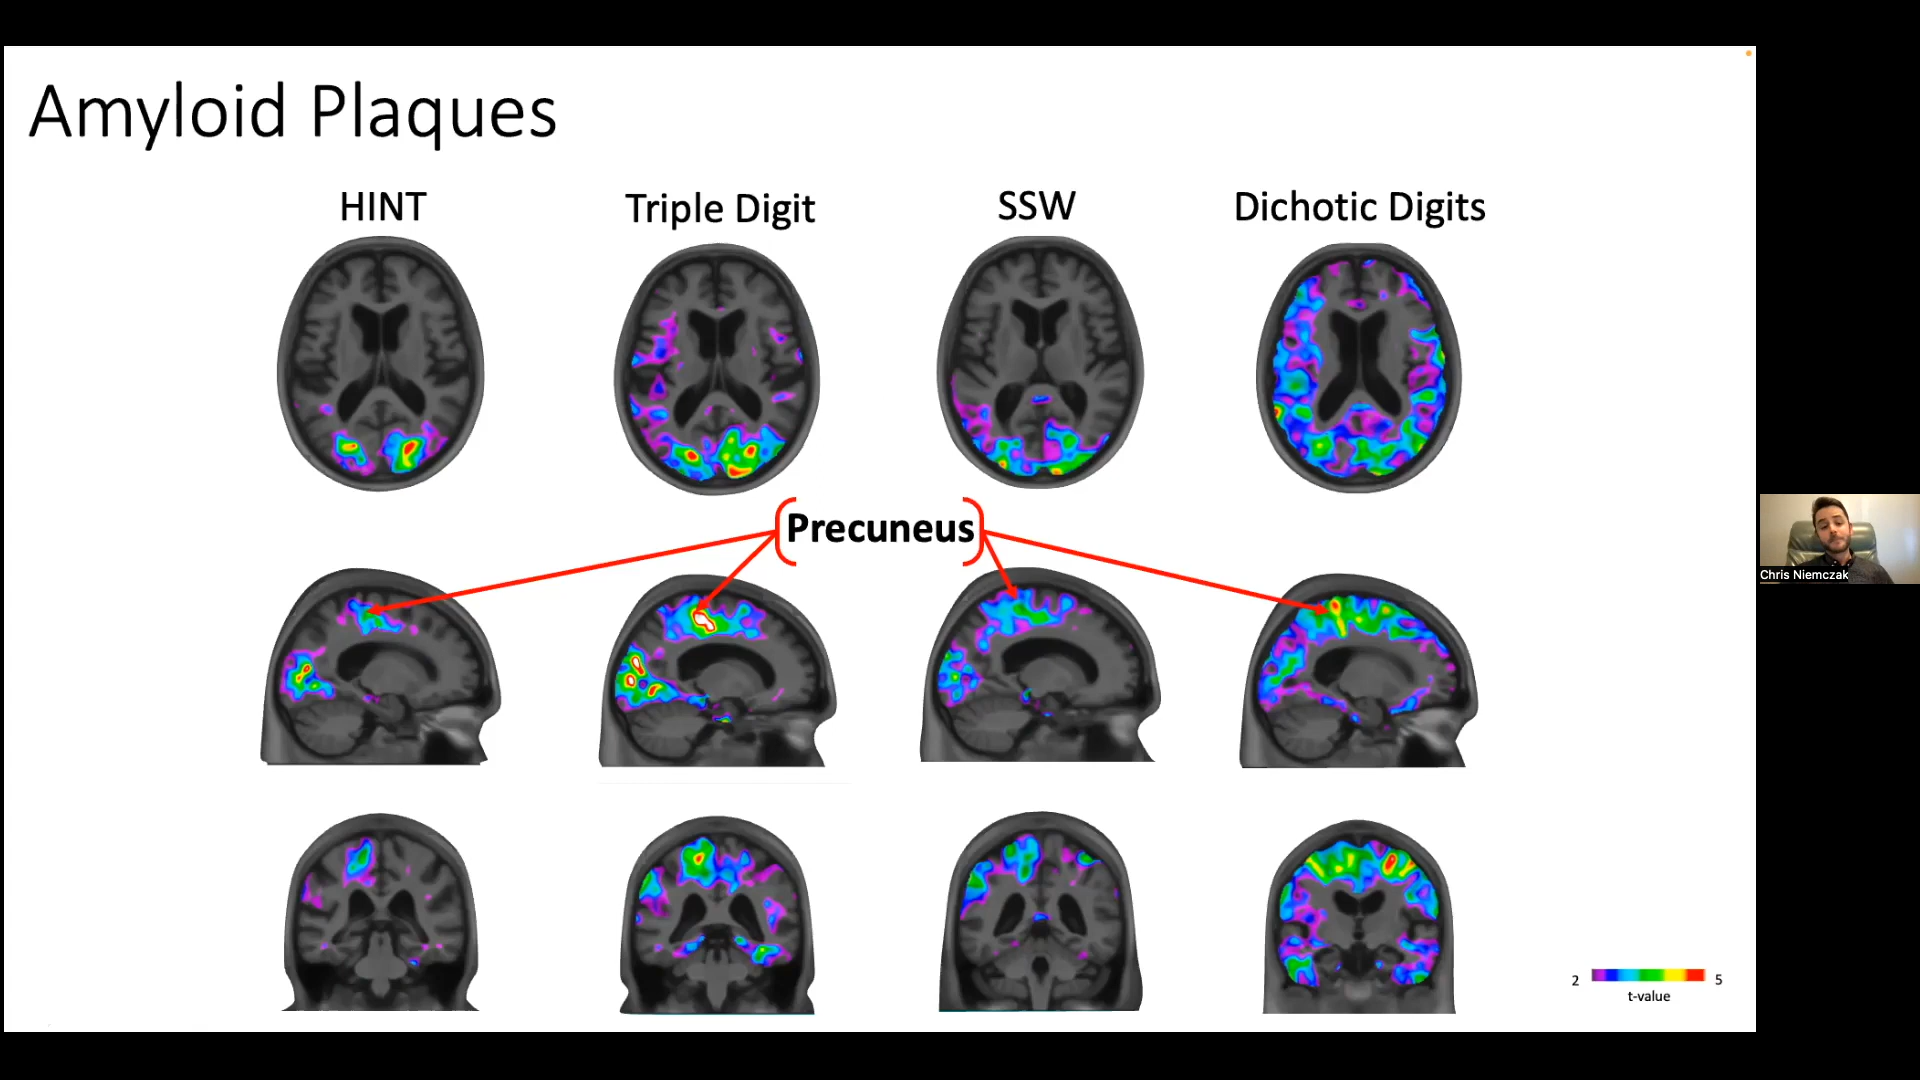 Amyloid Plaques
HINT
Triple Digit
SSW
Dichotic Digits
Precuneus
Chris Niemczak
2
5
t-value